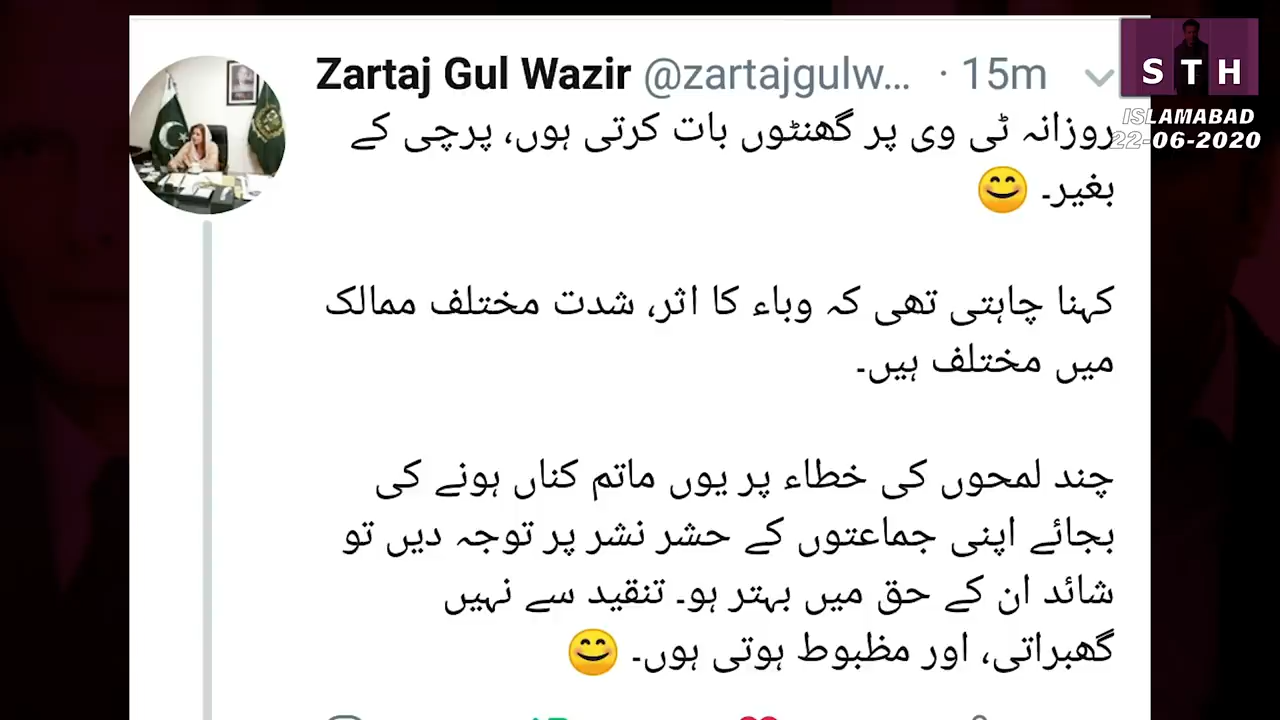 Zartaj Gul Wazir @zartajgulw... · 15m
S T H
ISLAMABAD
22-06-2020
روزانہ ٹی وی پر گھنٹوں بات کرتی ہوں، پرچی کے
بغیر۔ 😊
کہنا چاہتی تھی کہ وباء کا اثر، شدت مختلف ممالک
میں مختلف ہیں۔
چند لمحوں کی خطاء پر یوں ماتم کناں ہونے کی
بجائے اپنی جماعتوں کے حشر نشر پر توجہ دیں تو
شائد ان کے حق میں بہتر ہو۔ تنقید سے نہیں
گھبراتی، اور مظبوط ہوتی ہوں۔ 😊